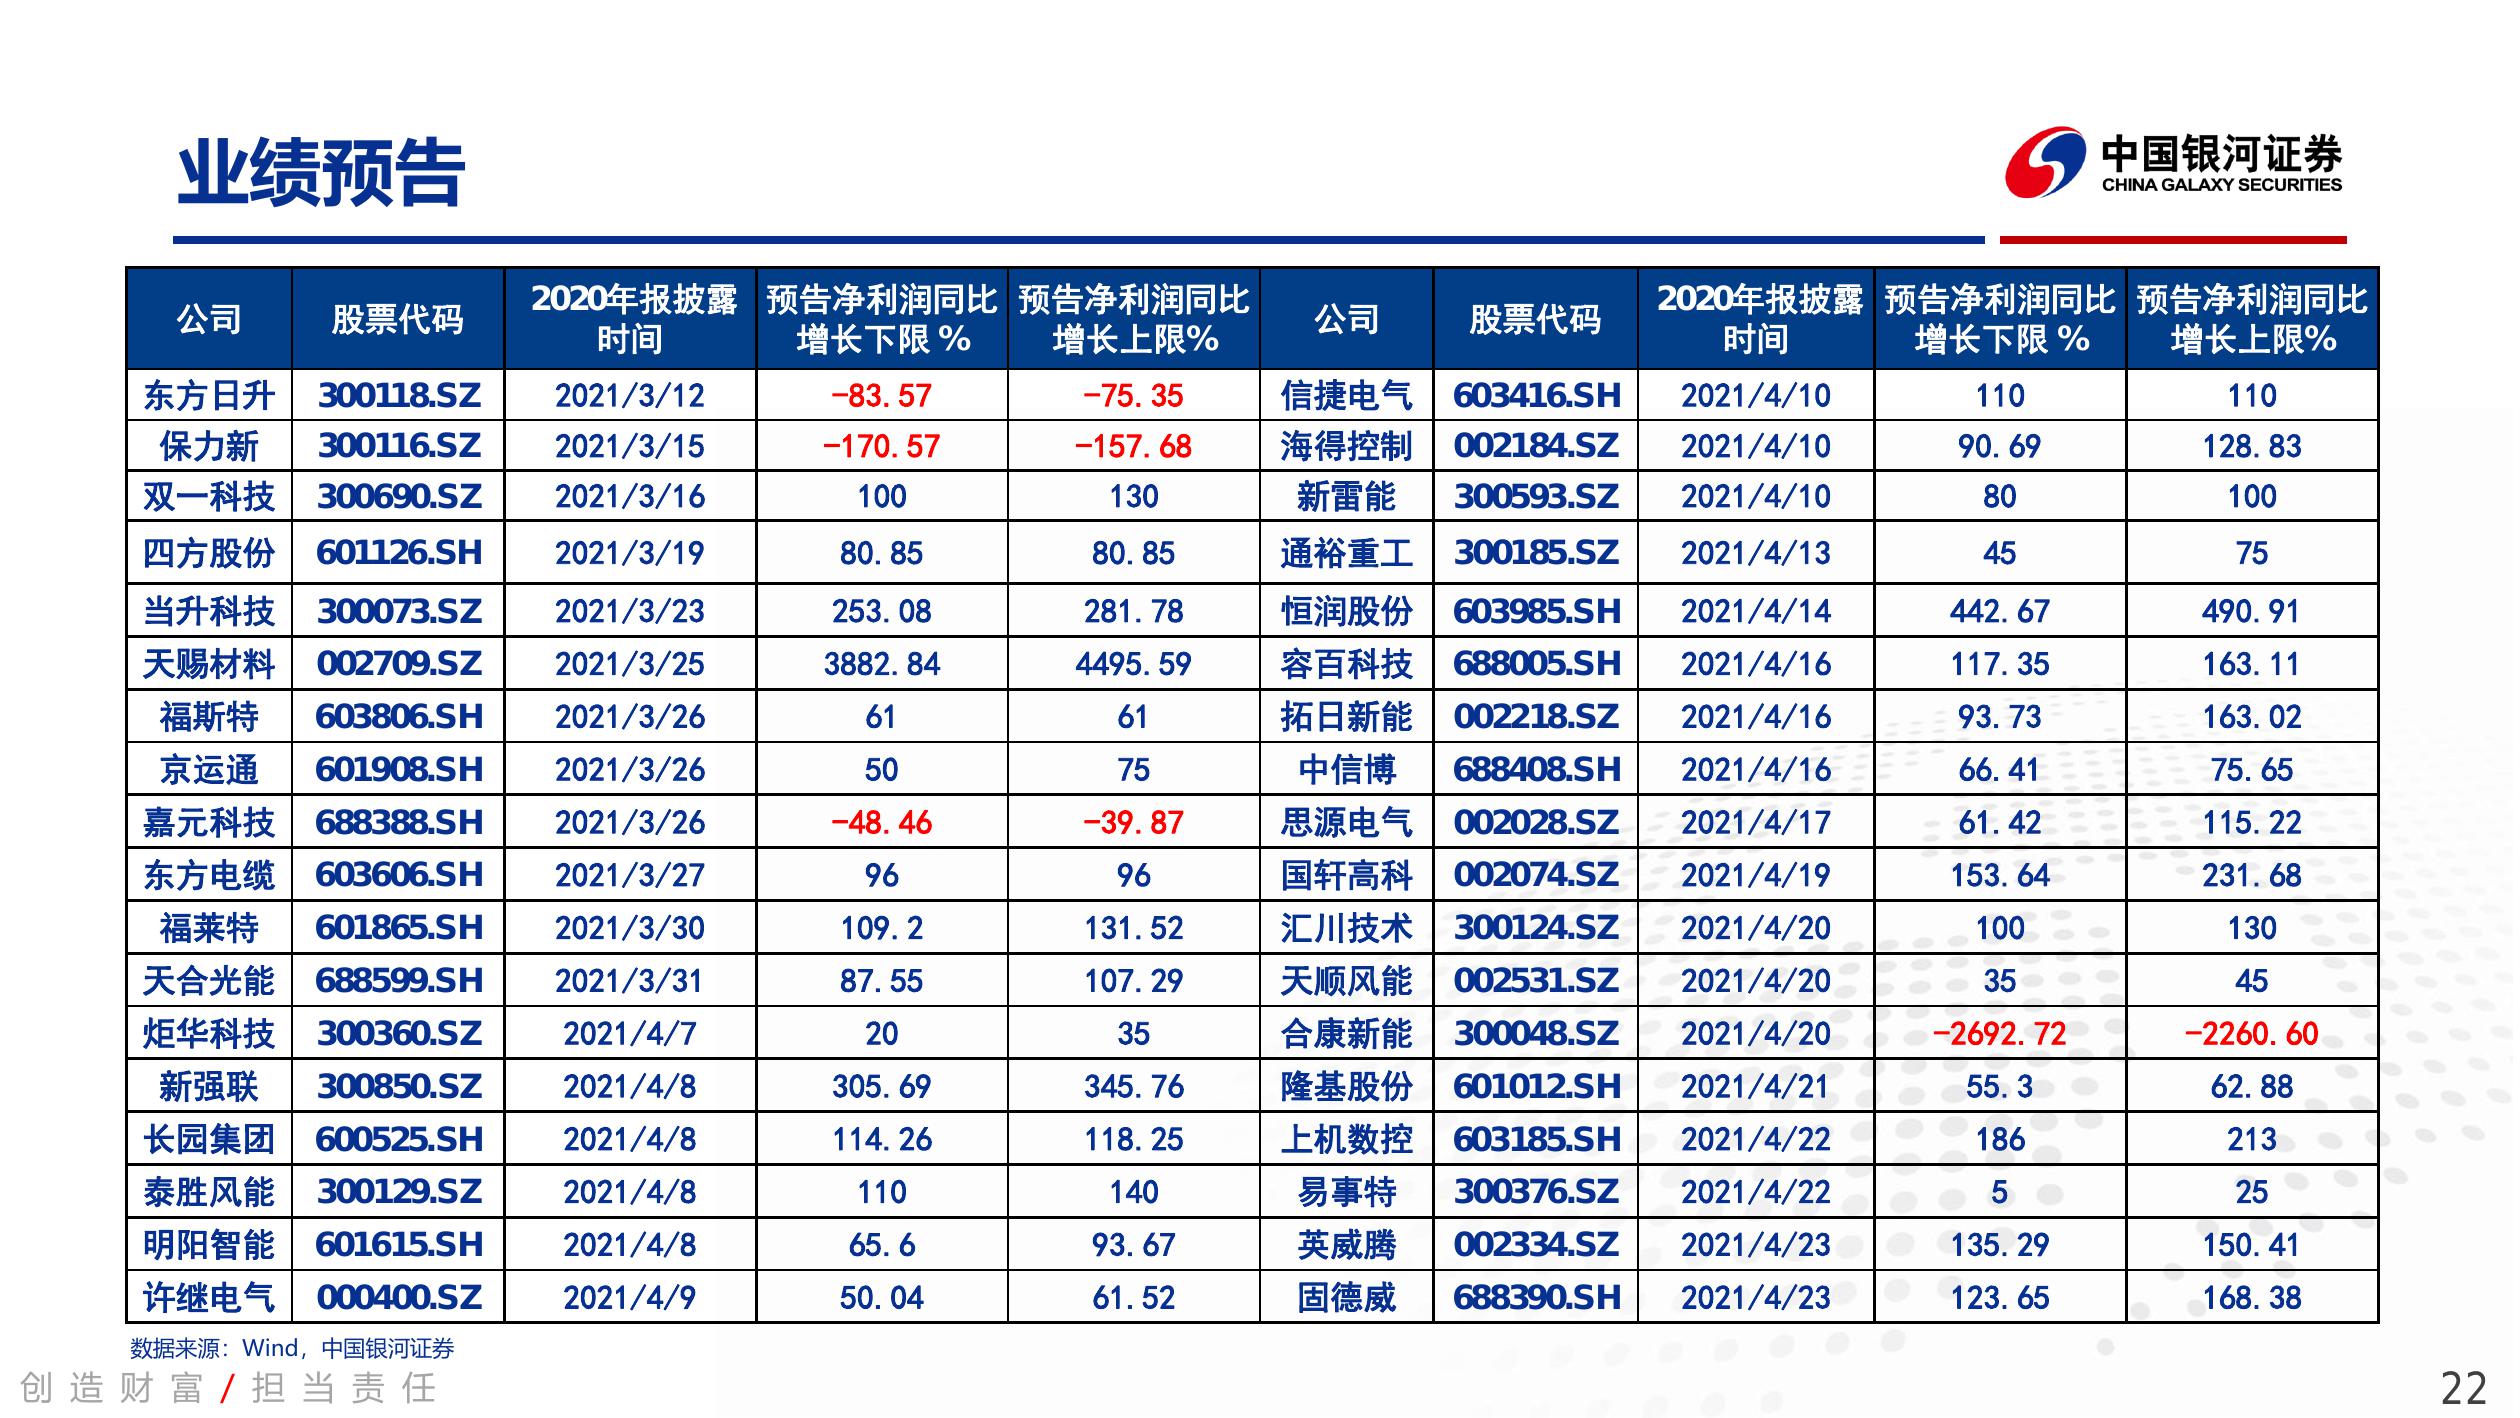 业绩预告
中国银河证券
CHINA GALAXY SECURITIES
公司 股票代码 2020年报披露时间 预告净利润同比增长下限 % 预告净利润同比增长上限% 公司 股票代码 2020年报披露时间 预告净利润同比增长下限 % 预告净利润同比增长上限%
东方日升 300118.SZ 2021/3/12 -83.57 -75.35 信捷电气 603416.SH 2021/4/10 110 110
保力新 300116.SZ 2021/3/15 -170.57 -157.68 海得控制 002184.SZ 2021/4/10 90.69 128.83
双一科技 300690.SZ 2021/3/16 100 130 新雷能 300593.SZ 2021/4/10 80 100
四方股份 601126.SH 2021/3/19 80.85 80.85 通裕重工 300185.SZ 2021/4/13 45 75
当升科技 300073.SZ 2021/3/23 253.08 281.78 恒润股份 603985.SH 2021/4/14 442.67 490.91
天赐材料 002709.SZ 2021/3/25 3882.84 4495.59 容百科技 688005.SH 2021/4/16 117.35 163.11
福斯特 603806.SH 2021/3/26 61 61 拓日新能 002218.SZ 2021/4/16 93.73 163.02
京运通 601908.SH 2021/3/26 50 75 中信博 688408.SH 2021/4/16 66.41 75.65
嘉元科技 688388.SH 2021/3/26 -48.46 -39.87 思源电气 002028.SZ 2021/4/17 61.42 115.22
东方电缆 603606.SH 2021/3/27 96 96 国轩高科 002074.SZ 2021/4/19 153.64 231.68
福莱特 601865.SH 2021/3/30 109.2 131.52 汇川技术 300124.SZ 2021/4/20 100 130
天合光能 688599.SH 2021/3/31 87.55 107.29 天顺风能 002531.SZ 2021/4/20 35 45
炬华科技 300360.SZ 2021/4/7 20 35 合康新能 300048.SZ 2021/4/20 -2692.72 -2260.60
新强联 300850.SZ 2021/4/8 305.69 345.76 隆基股份 601012.SH 2021/4/21 55.3 62.88
长园集团 600525.SH 2021/4/8 114.26 118.25 上机数控 603185.SH 2021/4/22 186 213
泰胜风能 300129.SZ 2021/4/8 110 140 易事特 300376.SZ 2021/4/22 5 25
明阳智能 601615.SH 2021/4/8 65.6 93.67 英威腾 002334.SZ 2021/4/23 135.29 150.41
许继电气 000400.SZ 2021/4/9 50.04 61.52 固德威 688390.SH 2021/4/23 123.65 168.38
数据来源：Wind，中国银河证券
创造财富/担当责任
22